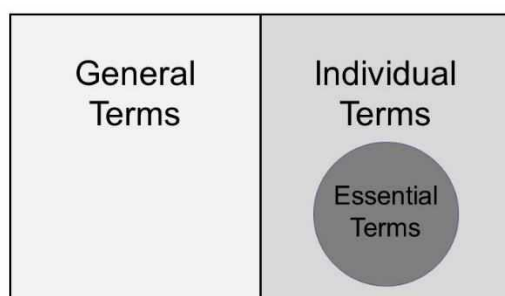 General
Terms
Individual
Terms
Essential
Terms